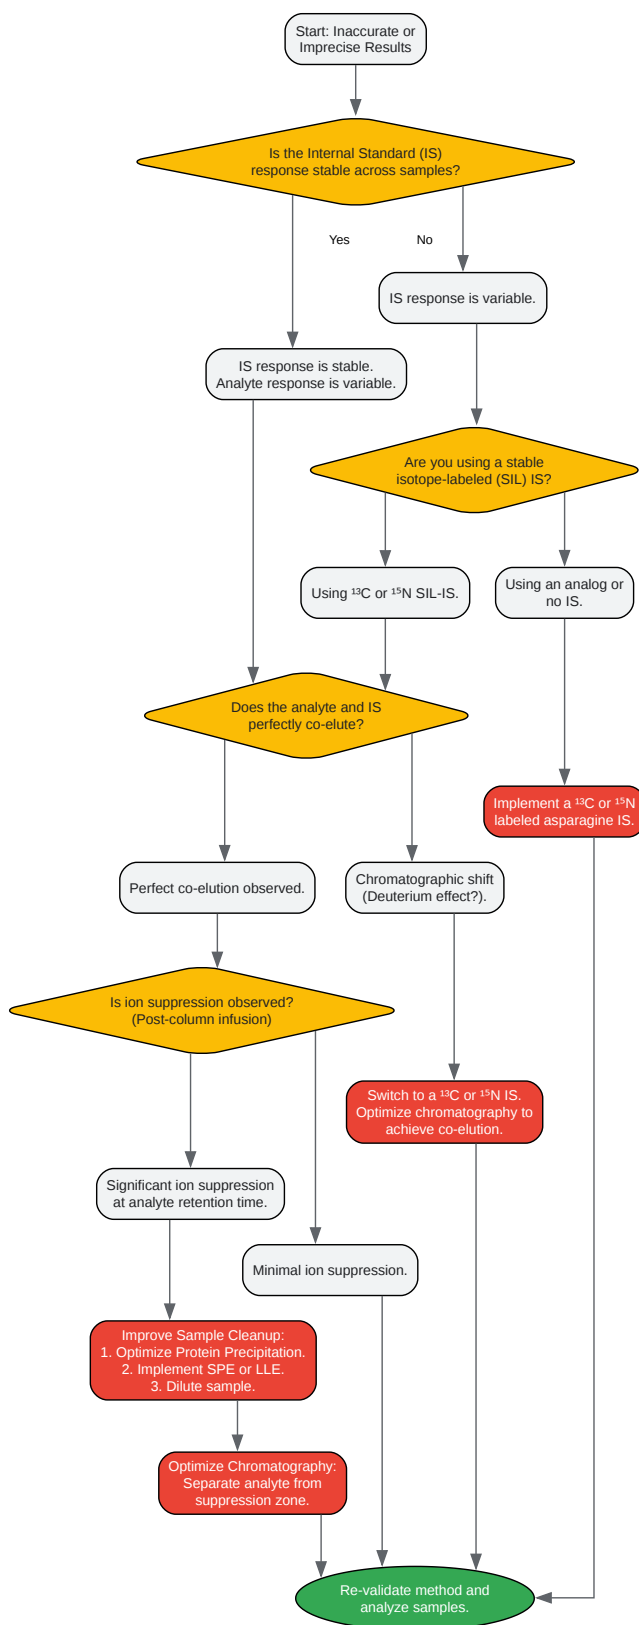 Start: Inaccurate or
Imprecise Results
Is the Internal Standard (IS)
response stable across samples?
Yes
No
IS response is variable.
IS response is stable.
Analyte response is variable.
Are you using a stable
isotope-labeled (SIL) IS?
Using ¹³C or ¹⁵N SIL-IS.
Using an analog or
no IS.
Does the analyte and IS
perfectly co-elute?
Implement a ¹³C or ¹⁵N
labeled asparagine IS.
Perfect co-elution observed.
Chromatographic shift
(Deuterium effect?).
Is ion suppression observed?
(Post-column infusion)
Switch to a ¹³C or ¹⁵N IS.
Optimize chromatography to
achieve co-elution.
Significant ion suppression
at analyte retention time.
Minimal ion suppression.
Improve Sample Cleanup:
1. Optimize Protein Precipitation.
2. Implement SPE or LLE.
3. Dilute sample.
Optimize Chromatography:
Separate analyte from
suppression zone.
Re-validate method and
analyze samples.